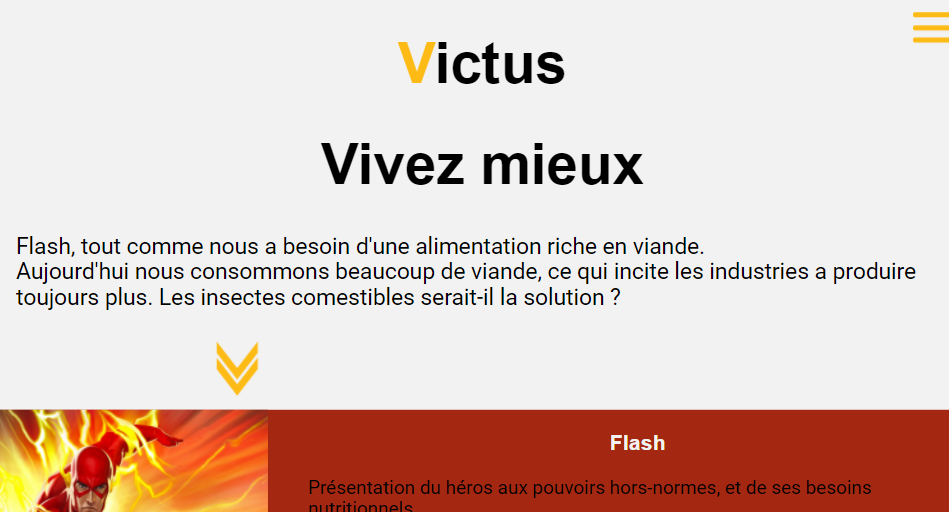 Victus
Vivez mieux
Flash, tout comme nous a besoin d'une alimentation riche en viande.
Aujourd'hui nous consommons beaucoup de viande, ce qui incite les industries a produire
toujours plus. Les insectes comestibles serait-il la solution ?
Flash
Présentation du héros aux pouvoirs hors-normes, et de ses besoins
nutritionnels